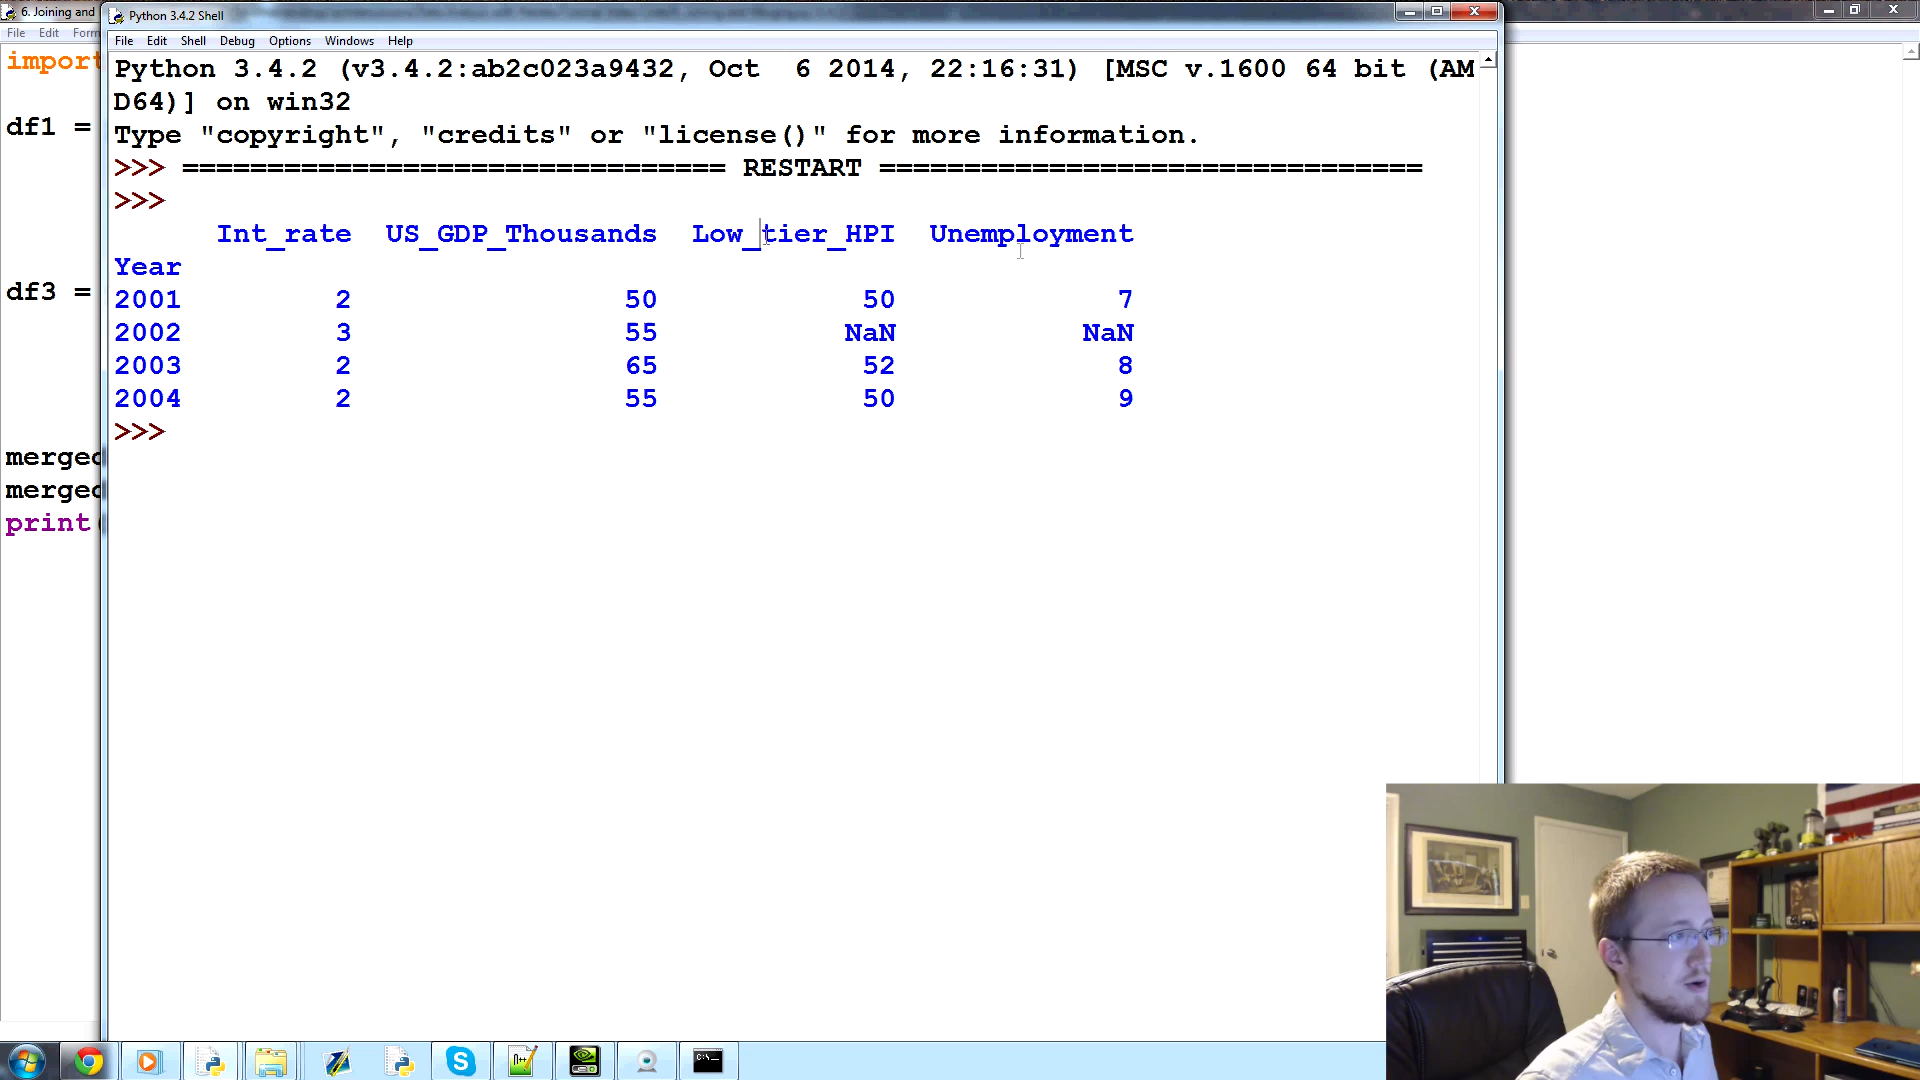 6. Joining and
Python 3.4.2 Shell
File Edit Form
File Edit Shell Debug Options Windows Help
import
df1 =
df3 =
merged
merged
print(
Python 3.4.2 (v3.4.2:ab2c023a9432, Oct  6 2014, 22:16:31) [MSC v.1600 64 bit (AM
D64)] on win32
Type "copyright", "credits" or "license()" for more information.
>>> ================================ RESTART ================================
>>>
Int_rate  US_GDP_Thousands  Low_tier_HPI  Unemployment
Year
2001 2 50 50 7
2002 3 55 NaN NaN
2003 2 65 52 8
2004 2 55 50 9
>>>